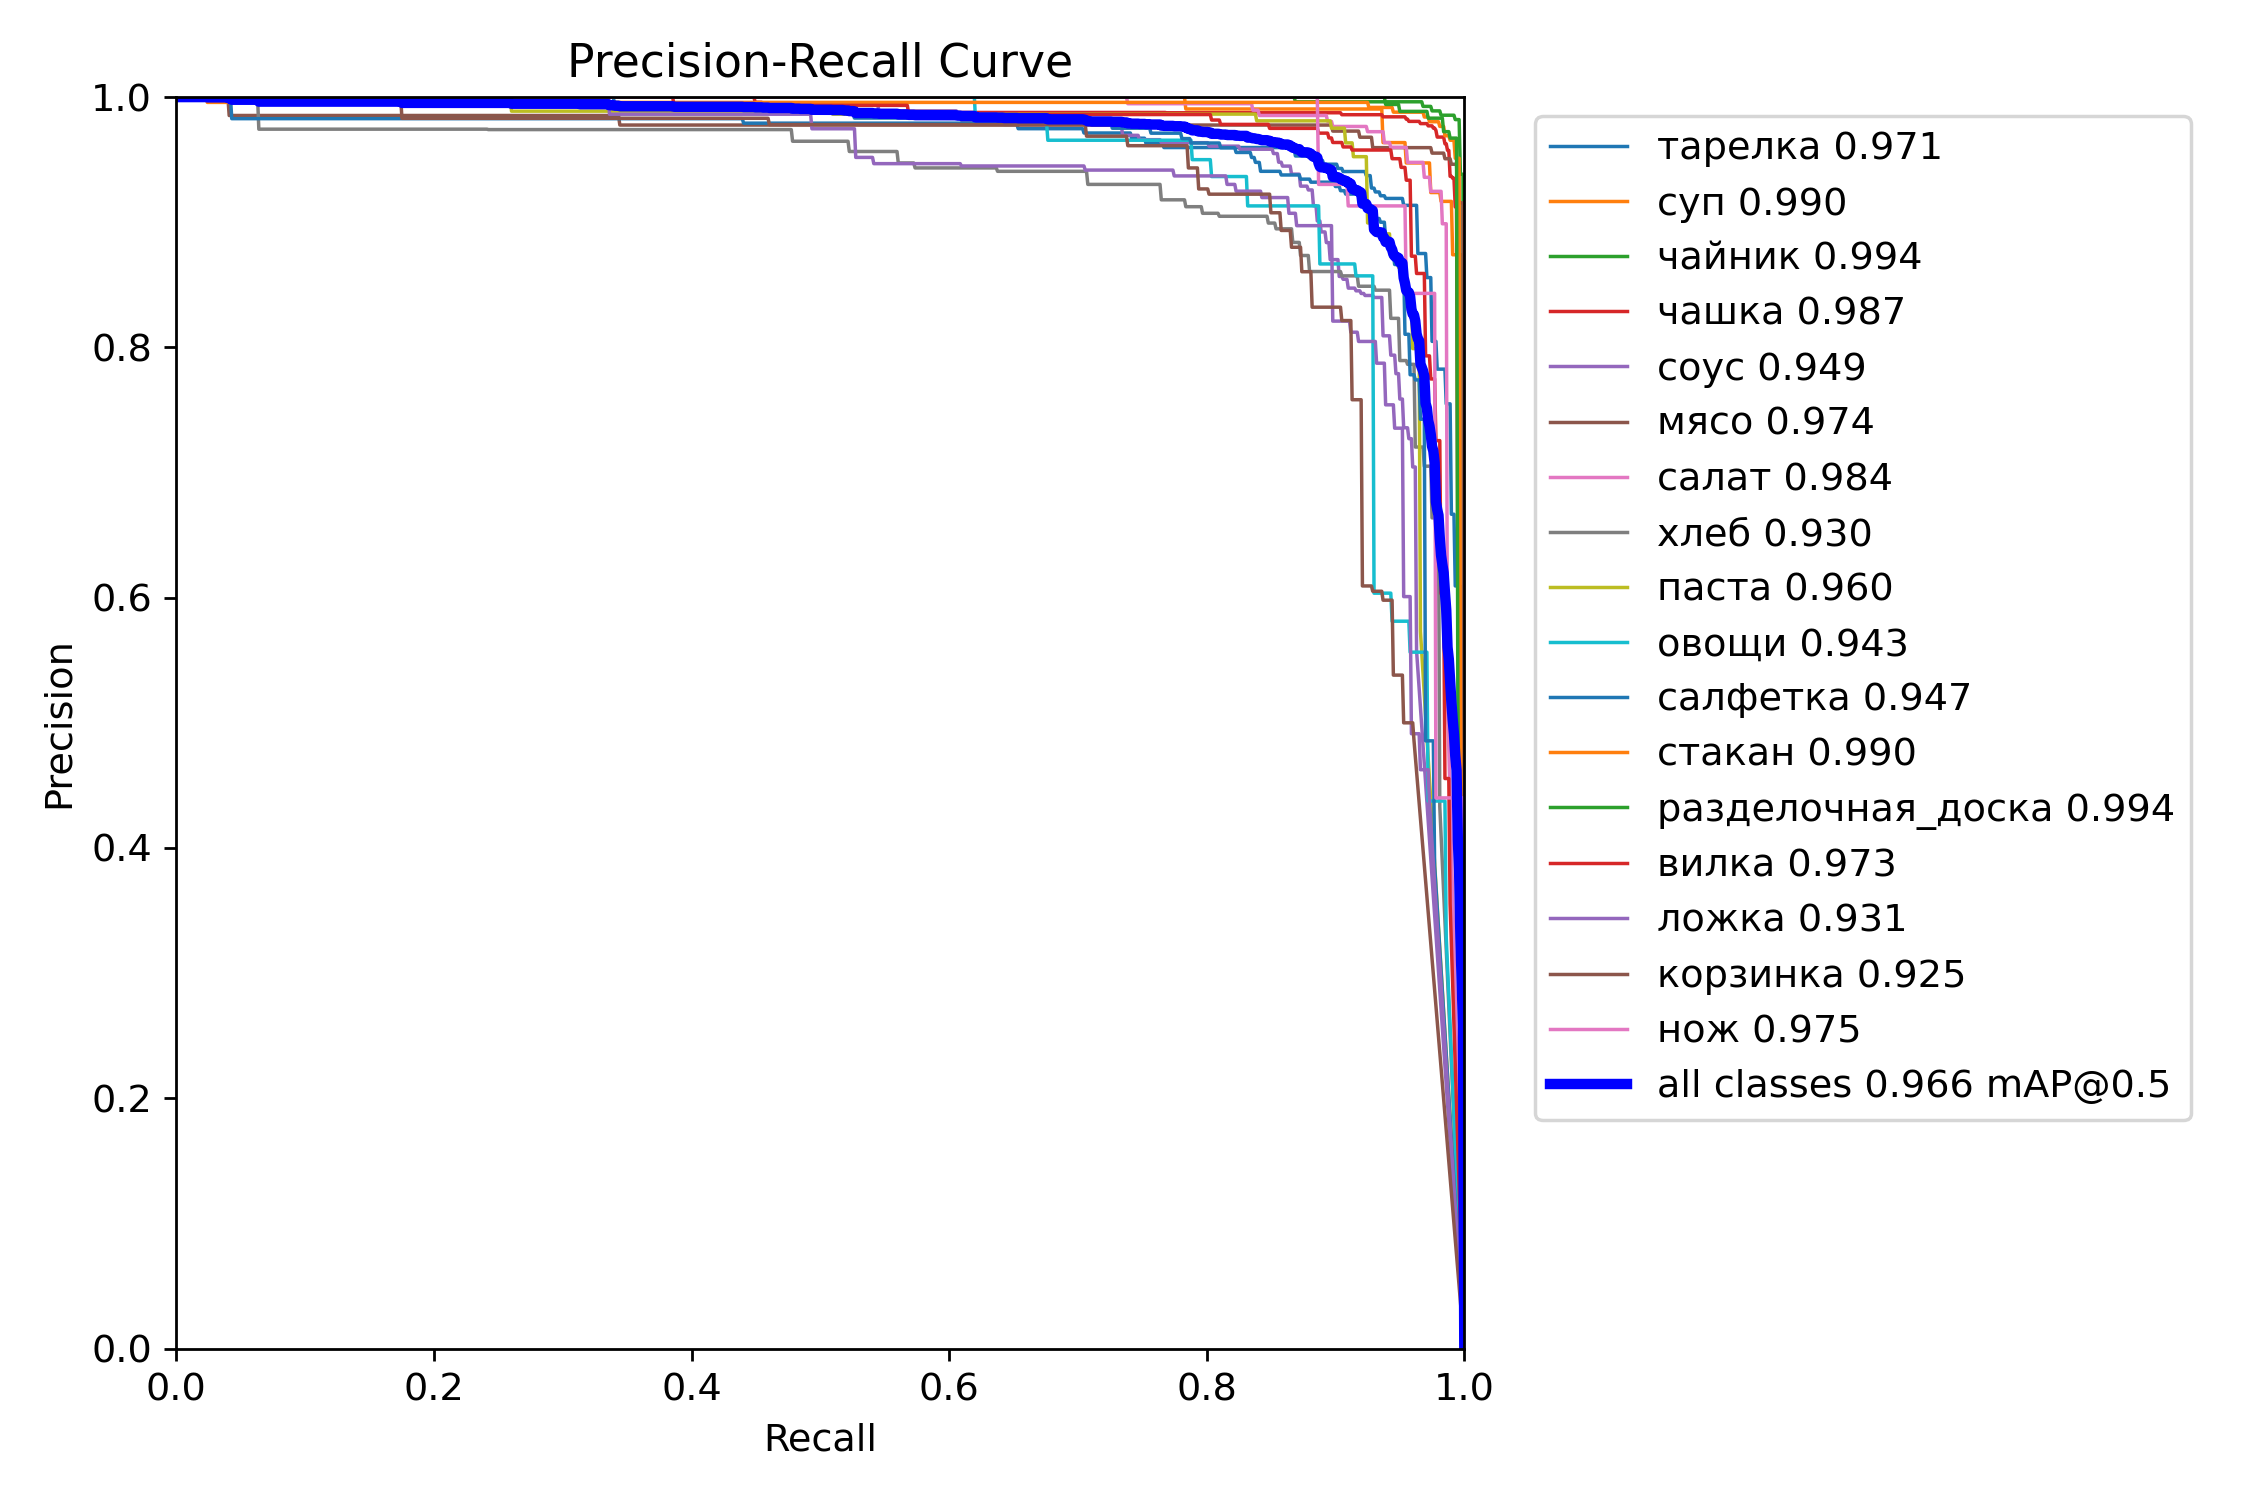 Precision-Recall Curve
1.0
0.8
0.6
0.4
0.2
0.0
Precision
0.0 0.2 0.4 0.6 0.8 1.0
Recall
тарелка 0.971
суп 0.990
чайник 0.994
чашка 0.987
соус 0.949
мясо 0.974
салат 0.984
хлеб 0.930
паста 0.960
овощи 0.943
салфетка 0.947
стакан 0.990
разделочная_доска 0.994
вилка 0.973
ложка 0.931
корзинка 0.925
нож 0.975
all classes 0.966 mAP@0.5